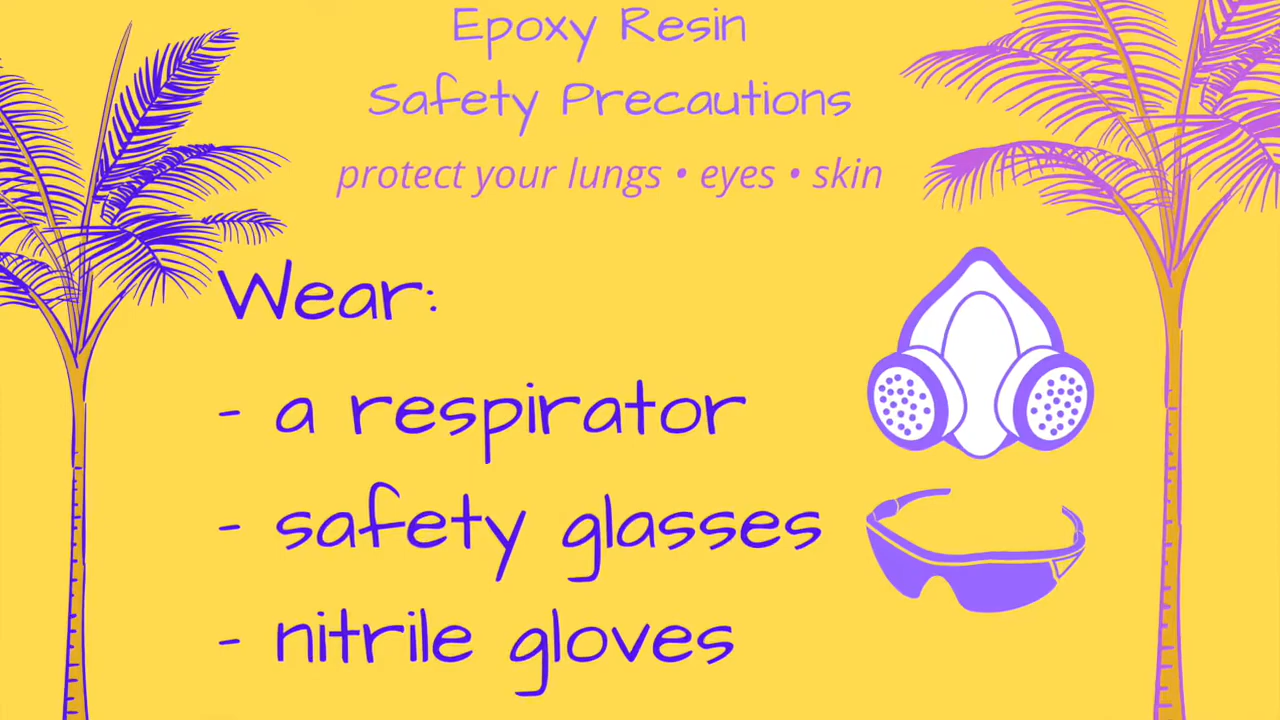 Epoxy Resin
Safety Precautions
protect your lungs • eyes • skin
Wear:
- a respirator
- safety glasses
- nitrile gloves